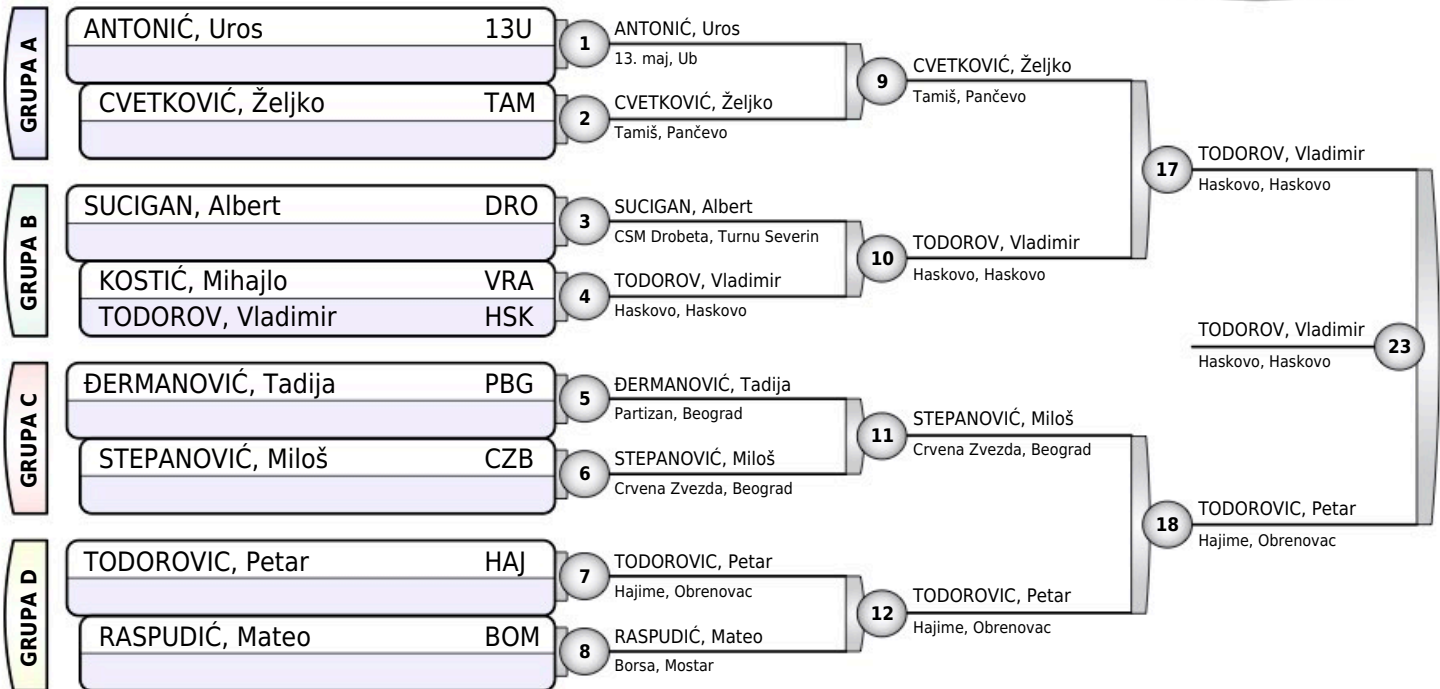 GRUPA A
ANTONIĆ, Uros 13U
CVETKOVIĆ, Željko TAM
GRUPA B
SUCIGAN, Albert DRO
KOSTIĆ, Mihajlo VRA
TODOROV, Vladimir HSK
GRUPA C
ĐERMANOVIĆ, Tadija PBG
STEPANOVIĆ, Miloš CZB
GRUPA D
TODOROVIC, Petar HAJ
RASPUDIĆ, Mateo BOM
1
ANTONIĆ, Uros
13. maj, Ub
2
CVETKOVIĆ, Željko
Tamiš, Pančevo
3
SUCIGAN, Albert
CSM Drobeta, Turnu Severin
4
TODOROV, Vladimir
Haskovo, Haskovo
5
ĐERMANOVIĆ, Tadija
Partizan, Beograd
6
STEPANOVIĆ, Miloš
Crvena Zvezda, Beograd
7
TODOROVIC, Petar
Hajime, Obrenovac
8
RASPUDIĆ, Mateo
Borsa, Mostar
9
CVETKOVIĆ, Željko
Tamiš, Pančevo
10
TODOROV, Vladimir
Haskovo, Haskovo
11
STEPANOVIĆ, Miloš
Crvena Zvezda, Beograd
12
TODOROVIC, Petar
Hajime, Obrenovac
17
TODOROV, Vladimir
Haskovo, Haskovo
18
TODOROVIC, Petar
Hajime, Obrenovac
TODOROV, Vladimir
Haskovo, Haskovo
23